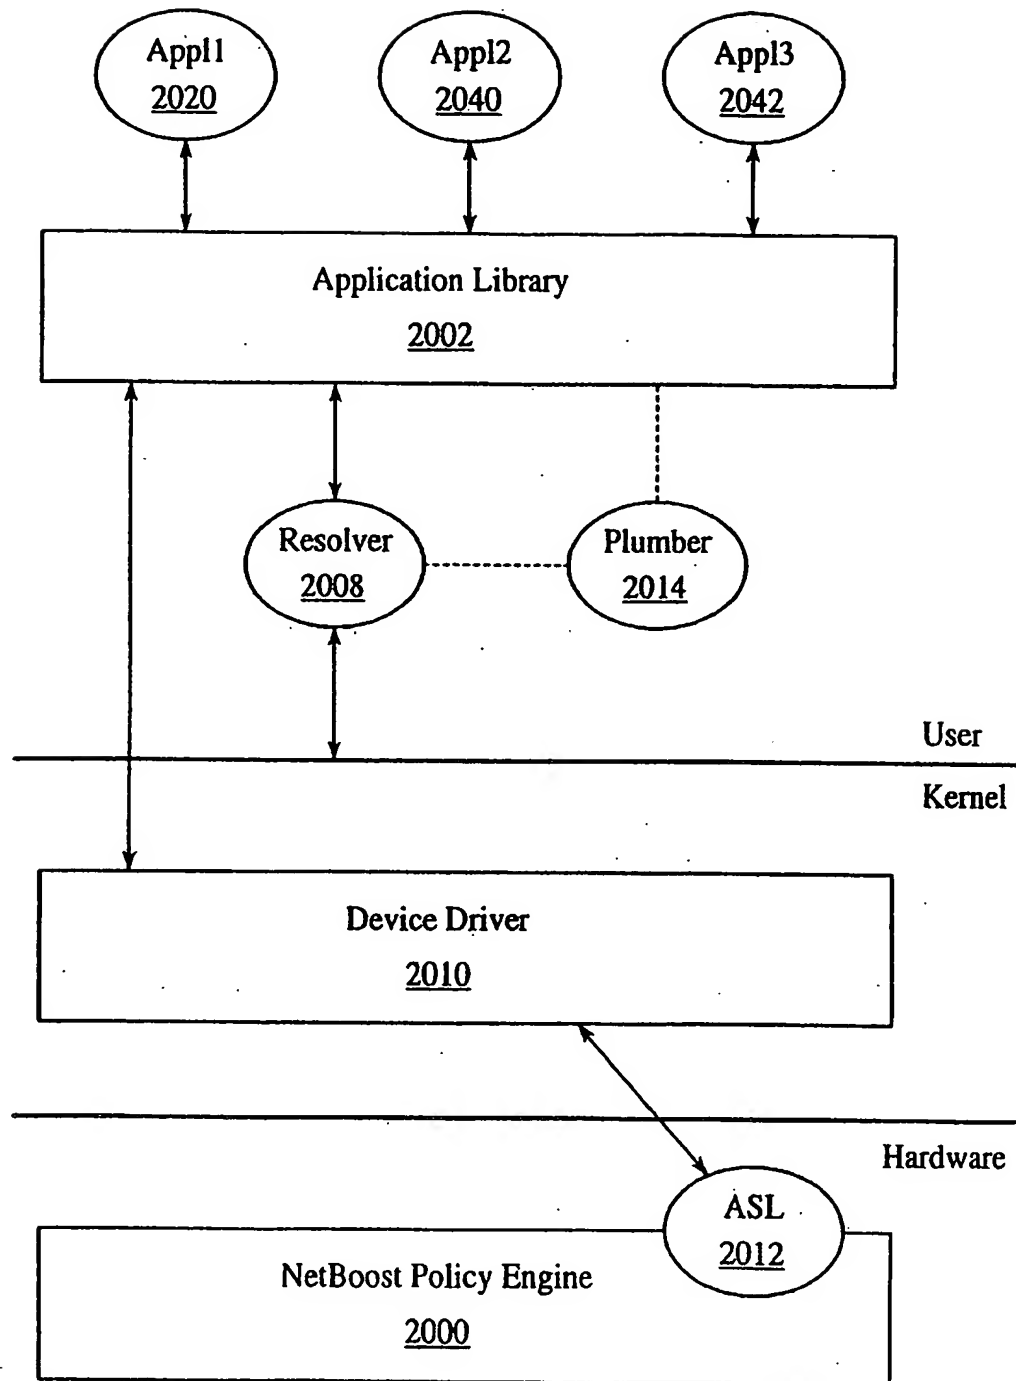 Appl1 Appl2 Appl3
2020 2040 2042
Application Library
2002
Resolver Plumber
2008 2014
User
Kernel
Device Driver
2010
Hardware
ASL
2012
NetBoost Policy Engine
2000